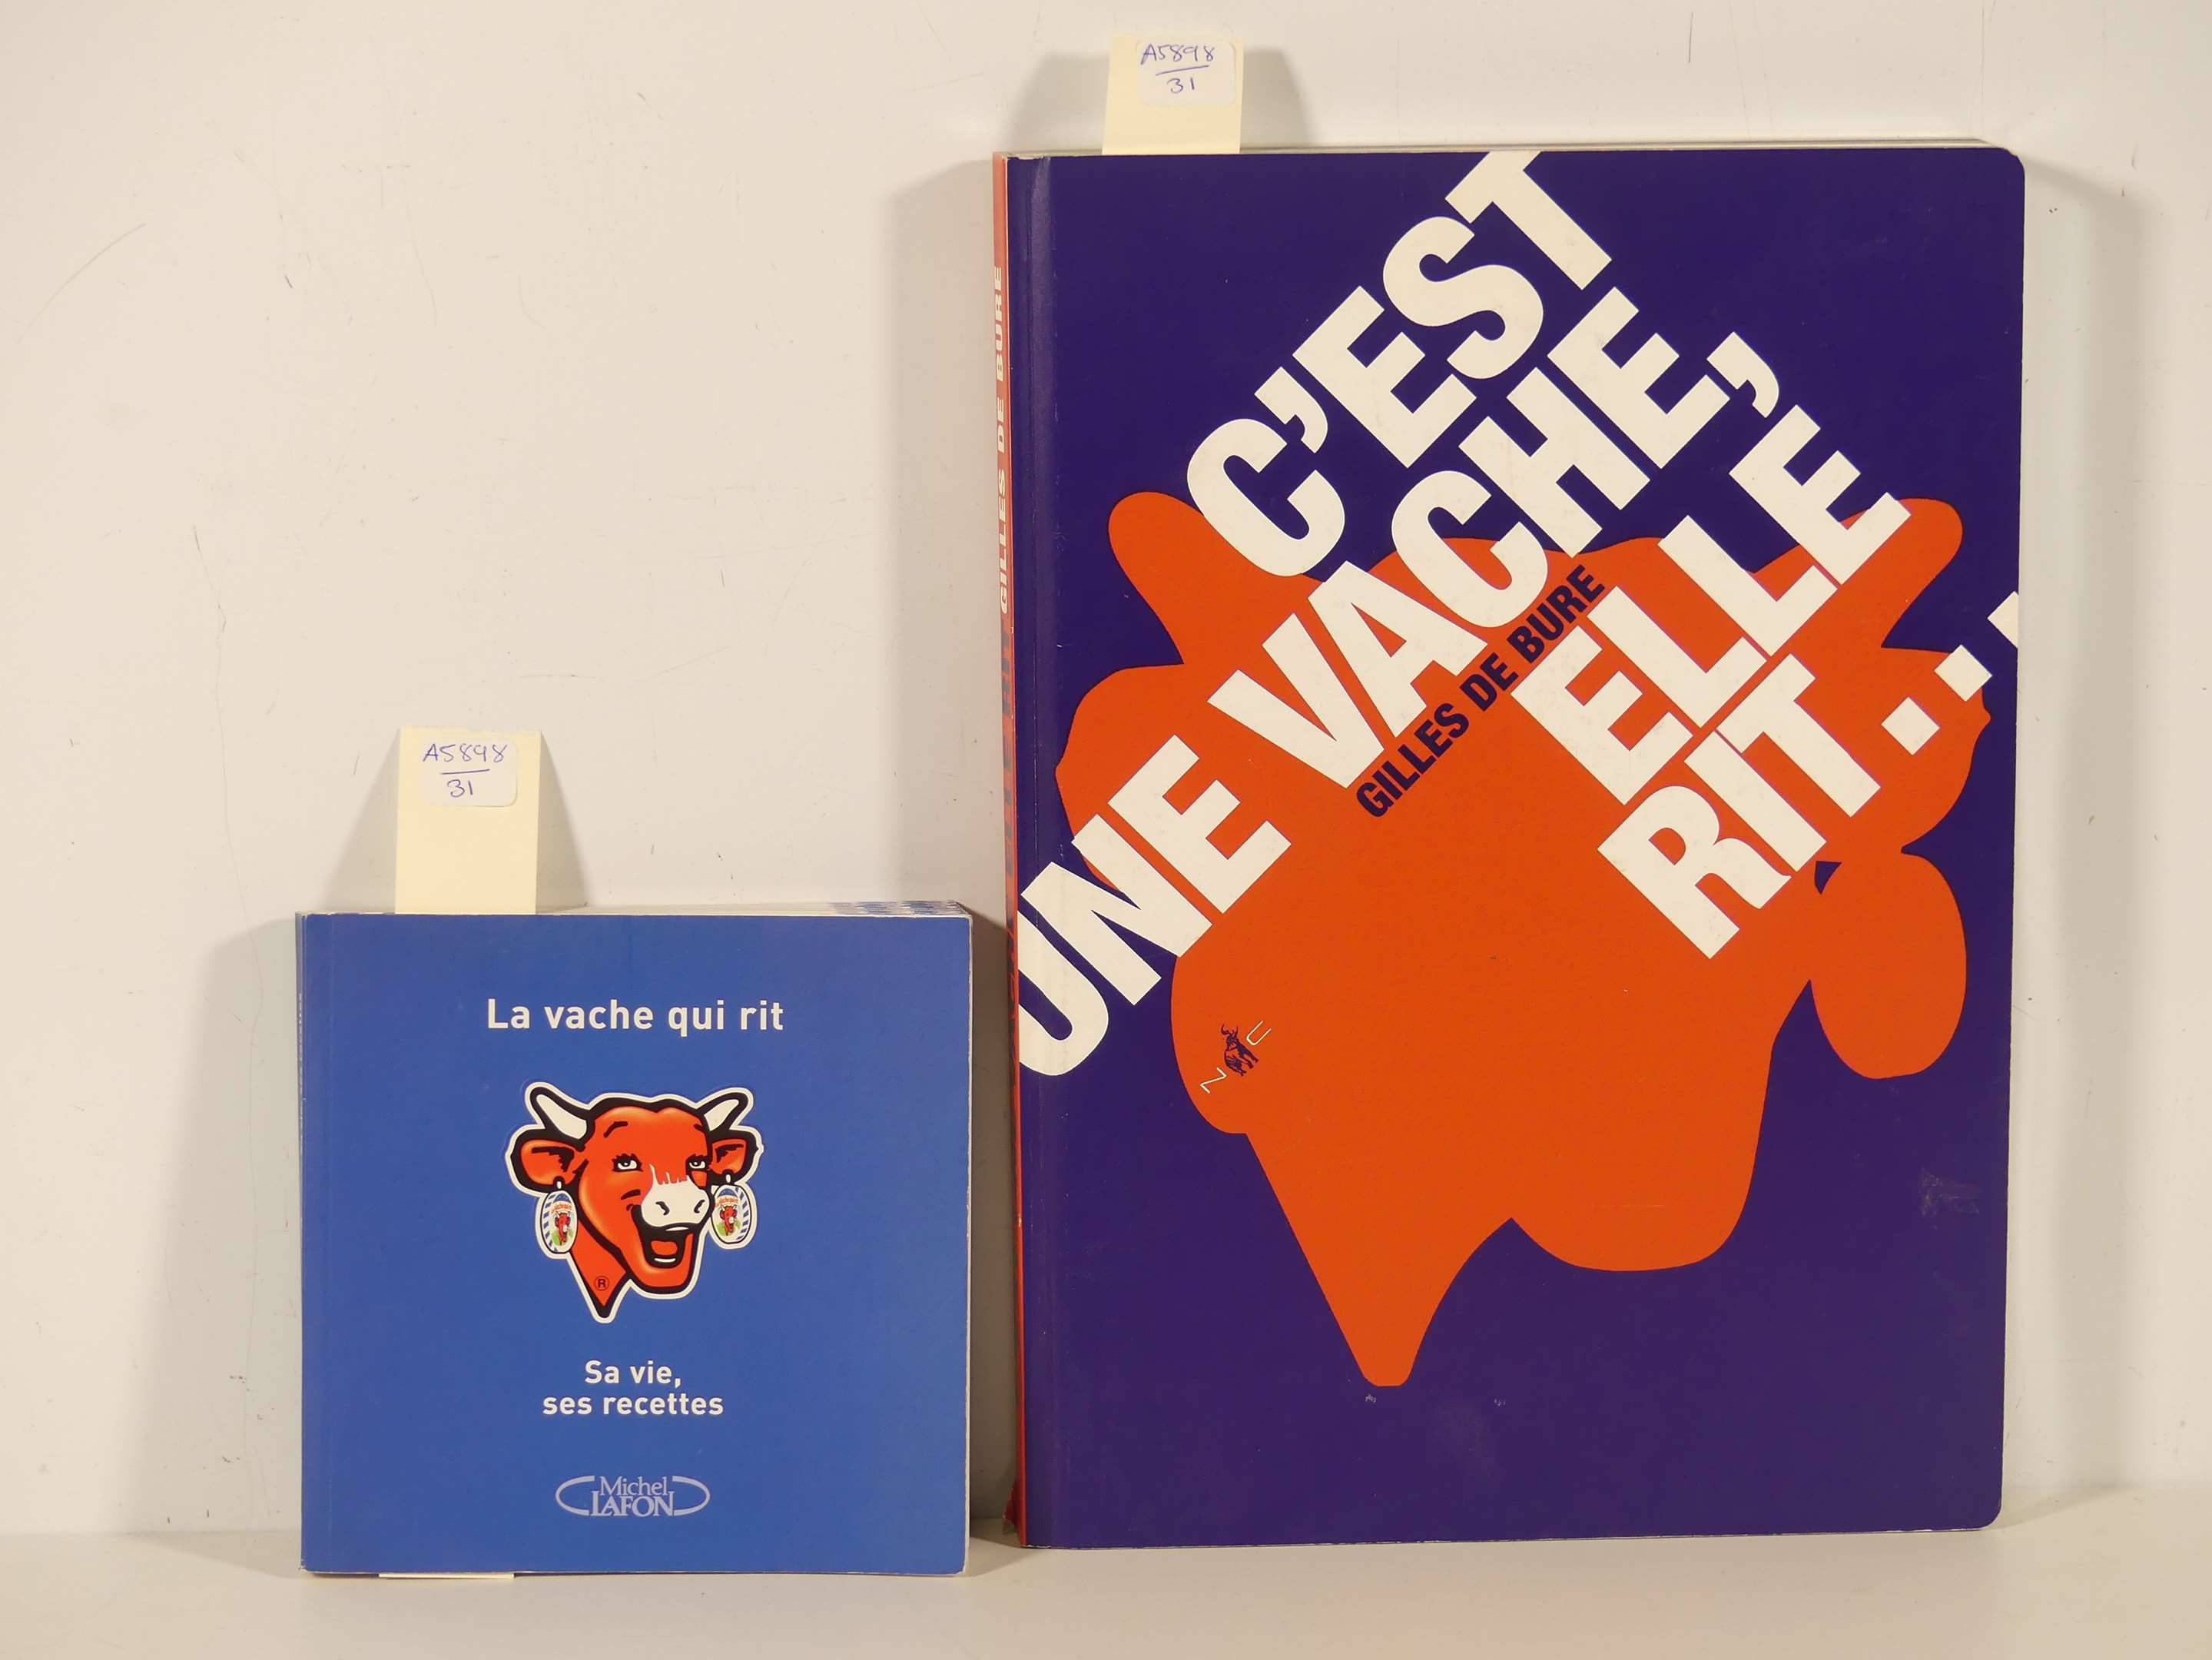 A5898
31
A5898
31
La vache qui rit
®
Sa vie,
ses recettes
Michel
LAFON
GILLES DE BURE
C'EST
UNE VACHE,
ELLE
RIT...
GILLES DE BURE
ZU